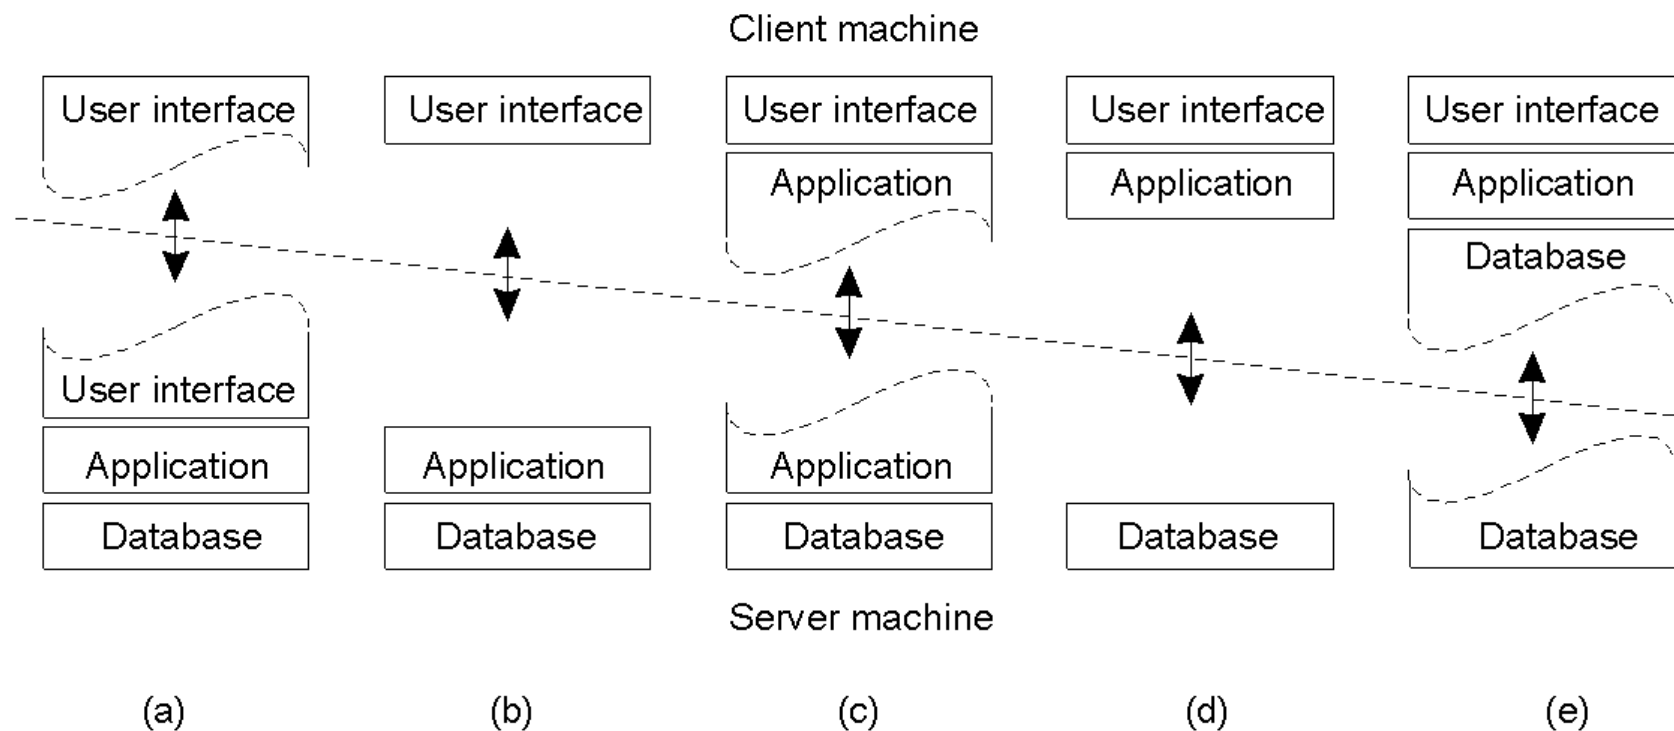 Client machine
User interface
User interface
User interface
User interface
User interface
Application
Application
Application
Database
User interface
Application
Application
Application
Database
Database
Database
Database
Database
Server machine
(a)
(b)
(c)
(d)
(e)